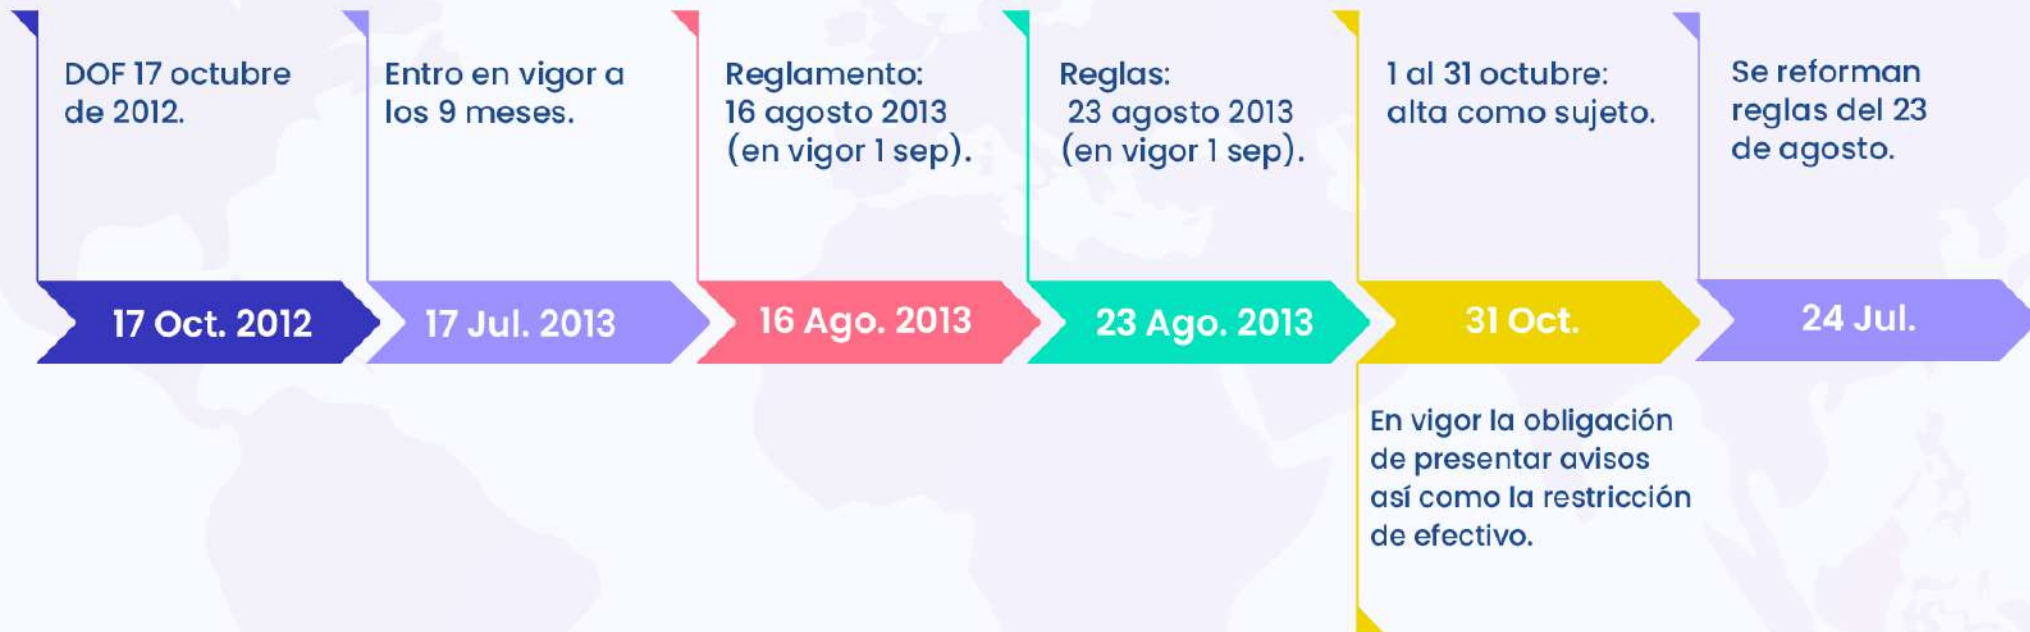 DOF 17 octubre
de 2012.
Entro en vigor a
los 9 meses.
Reglamento:
16 agosto 2013
(en vigor 1 sep).
Reglas:
23 agosto 2013
(en vigor 1 sep).
1 al 31 octubre:
alta como sujeto.
Se reforman
reglas del 23
de agosto.
17 Oct. 2012
17 Jul. 2013
16 Ago. 2013
23 Ago. 2013
31 Oct.
24 Jul.
En vigor la obligación
de presentar avisos
así como la restricción
de efectivo.